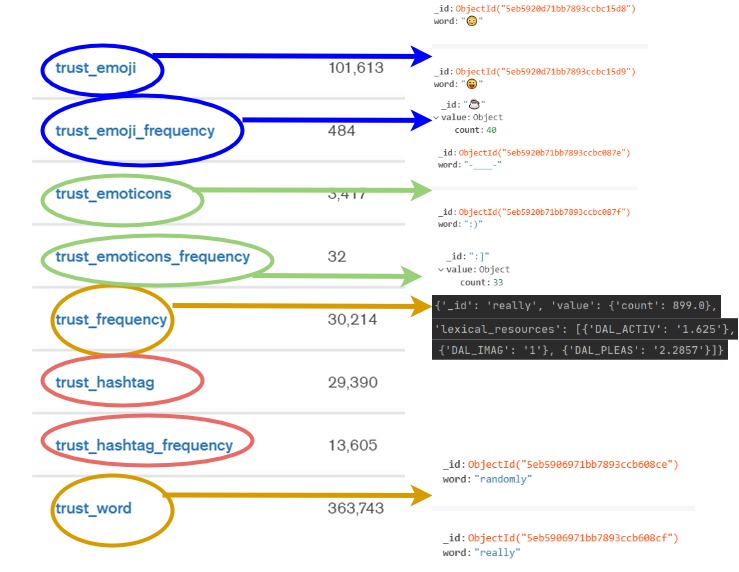 _id:ObjectId("5eb5920d71bb7893ccbc15d8")
word:"😳"
trust_emoji
101,613
_id:ObjectId("5eb5920d71bb7893ccbc15d9")
word:"😛"
_id:"☕"
value:Object
count:40
trust_emoji_frequency
484
_id:ObjectId("5eb5920b71bb7893ccbc087e")
word:"-____-"
trust_emoticons
3,417
_id:ObjectId("5eb5920b71bb7893ccbc087f")
word:":)"
trust_emoticons_frequency
32
_id:":]"
value:Object
count:33
trust_frequency
30,214
{'_id': 'really', 'value': {'count': 899.0},
'lexical_resources': [{'DAL_ACTIV': '1.625'},
{'DAL_IMAG': '1'}, {'DAL_PLEAS': '2.2857'}]}
trust_hashtag
29,390
trust_hashtag_frequency
13,605
_id:ObjectId("5eb5906971bb7893ccb608ce")
word:"randomly"
trust_word
363,743
_id:ObjectId("5eb5906971bb7893ccb608cf")
word:"really"